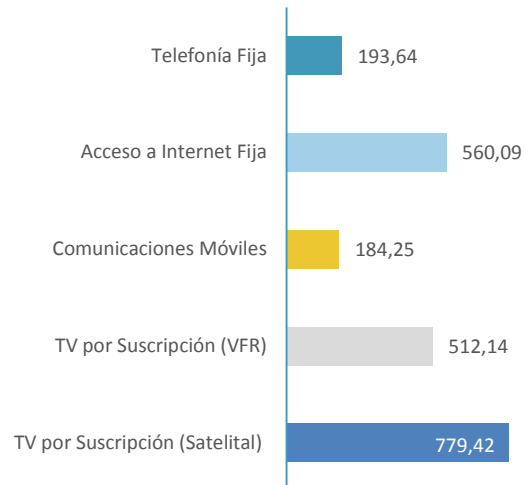 Telefonía Fija 193,64
Acceso a Internet Fija 560,09
Comunicaciones Móviles 184,25
TV por Suscripción (VFR) 512,14
TV por Suscripción (Satelital) 779,42